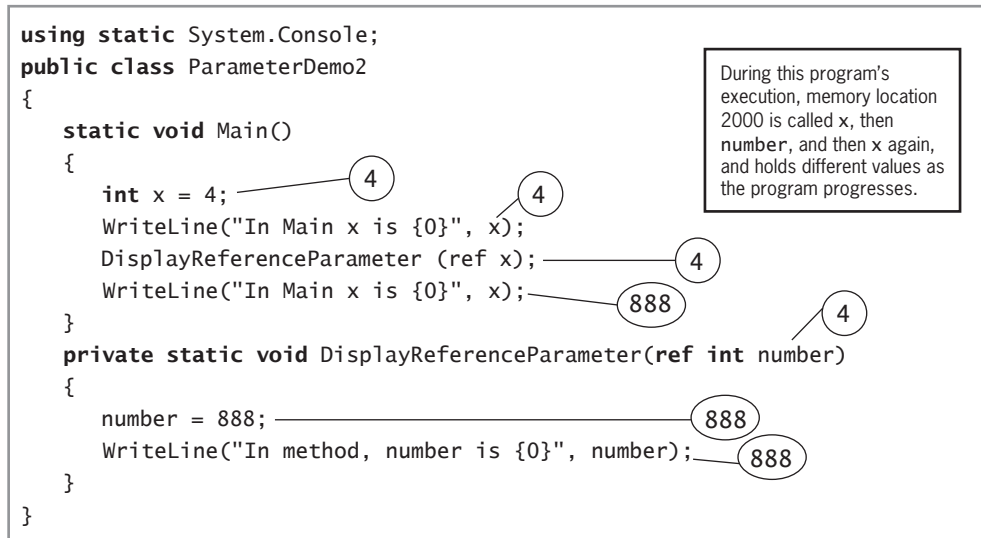 using static System.Console;
public class ParameterDemo2
{
static void Main()
{
int x = 4;
4
WriteLine("In Main x is {0}", x);
4
DisplayReferenceParameter (ref x);
4
WriteLine("In Main x is {0}", x);
888
}
private static void DisplayReferenceParameter(ref int number)
4
{
number = 888;
888
WriteLine("In method, number is {0}", number);
888
}
}
During this program's
execution, memory location
2000 is called x, then
number, and then x again,
and holds different values as
the program progresses.